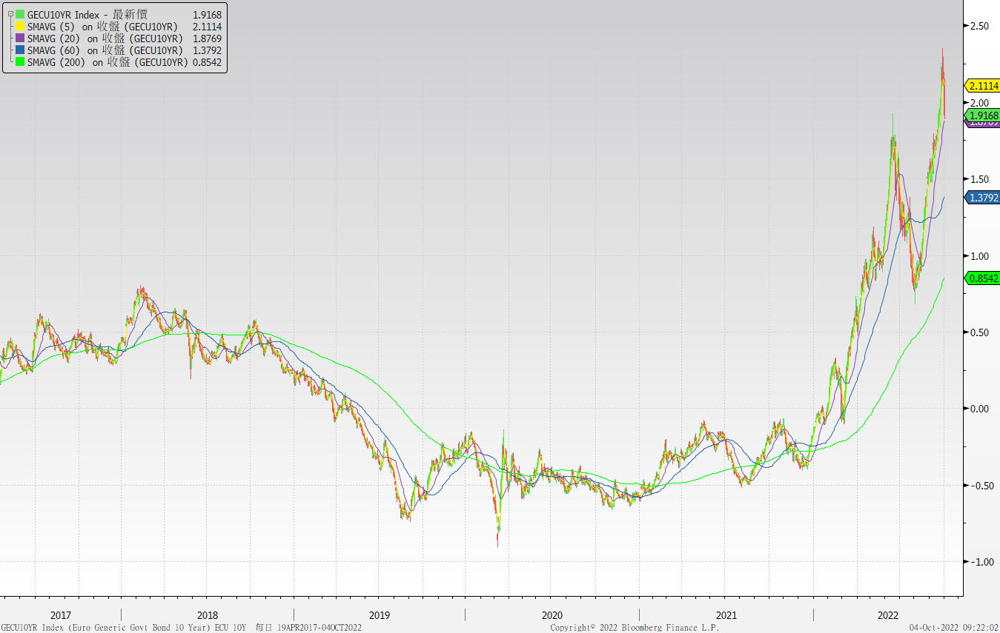 GECU10YR Index - 最新價 1.9168
SMAVG (5) on 收盤 (GECU10YR) 2.1114
SMAVG (20) on 收盤 (GECU10YR) 1.8769
SMAVG (60) on 收盤 (GECU10YR) 1.3792
SMAVG (200) on 收盤 (GECU10YR) 0.8542
2.50
2.1114
2.00
1.9168
1.8769
1.50
1.3792
1.00
0.8542
0.50
0.00
-0.50
-1.00
2017 2018 2019 2020 2021 2022
GECU10YR Index (Euro Generic Govt Bond 10 Year) ECU 10Y 每日 19APR2017-04OCT2022 Copyright© 2022 Bloomberg Finance L.P. 04-Oct-2022 09:22:02